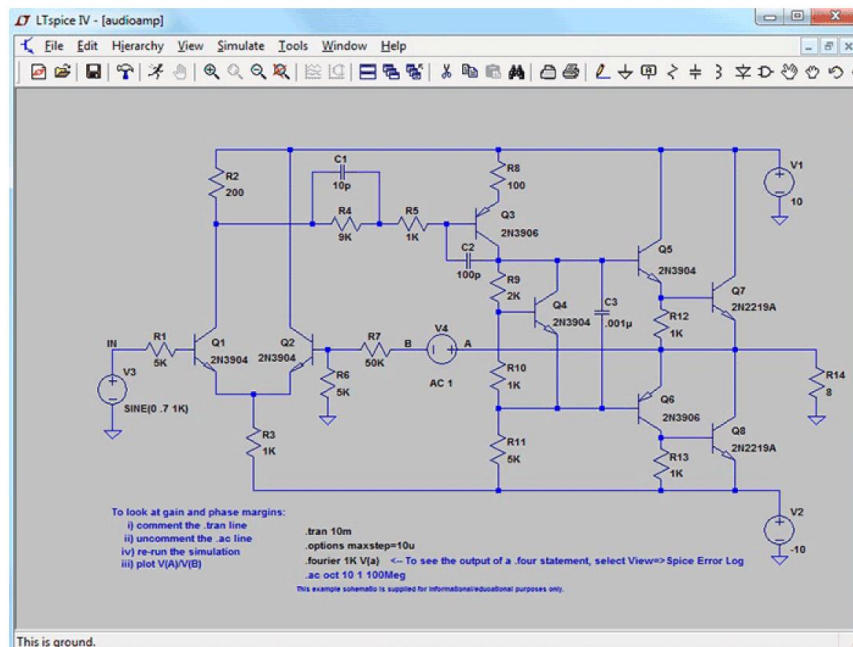 LTspice IV - [audioamp]
File Edit Hierarchy View Simulate Tools Window Help
R2
200
C1
10p
R4
9K
R5
1K
R8
100
Q3
2N3906
V1
10
C2
100p
R9
2K
Q4
2N3904
C3
.001µ
Q5
2N3904
Q7
2N2219A
R12
1K
IN
R1
5K
Q1
2N3904
Q2
2N3904
R7
50K
B
V4
A
AC 1
V3
SINE(0 .7 1K)
R6
5K
R10
1K
R14
8
Q6
2N3906
Q8
2N2219A
R3
1K
R11
5K
R13
1K
V2
-10
To look at gain and phase margins:
i) comment the .tran line
ii) uncomment the .ac line
iv) re-run the simulation
iii) plot V(A)/V(B)
.tran 10m
.options maxstep=10u
.fourier 1K V(a) <-- To see the output of a .four statement, select View=>Spice Error Log
.ac oct 10 1 100Meg
This example schematic is supplied for informational/educational purposes only.
This is ground.